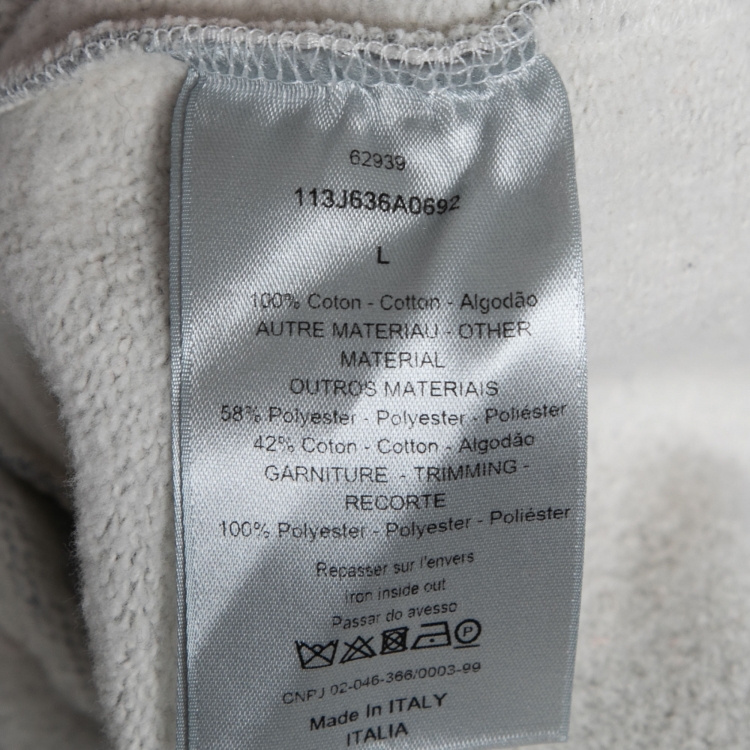 62939
113J636A0692
L
100% Coton - Cotton - Algodão
AUTRE MATERIAU - OTHER
MATERIAL
OUTROS MATERIAIS
58% Polyester - Polyester - Poliéster
42% Coton - Cotton - Algodão
GARNITURE - TRIMMING -
RECORTE
100% Polyester - Polyester - Poliéster
Repasser sur l'envers
Iron inside out
Passar do avesso
P
CNPJ 02-046-366/0003-99
Made In ITALY
ITALIA